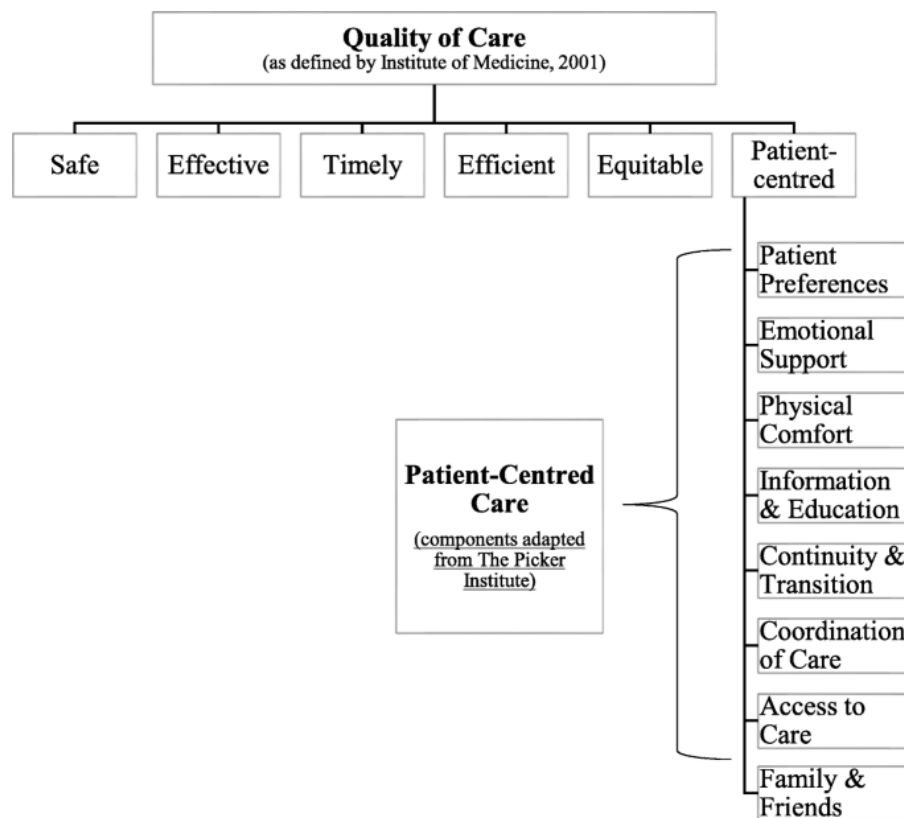 Quality of Care
(as defined by Institute of Medicine, 2001)
Safe
Effective
Timely
Efficient
Equitable
Patient-
centred
Patient
Preferences
Emotional
Support
Physical
Comfort
Information
& Education
Continuity &
Transition
Coordination
of Care
Access to
Care
Family &
Friends
Patient-Centred
Care
(components adapted
from The Picker
Institute)